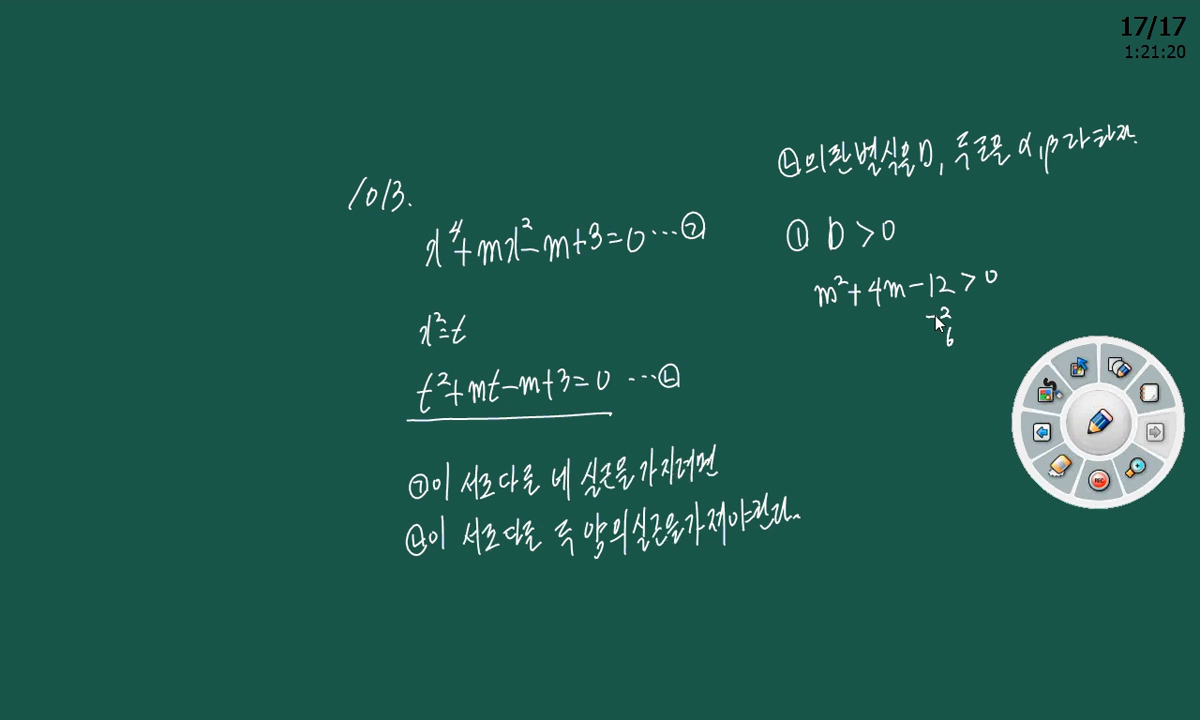 17/17
1:21:20
1013.
x⁴+mx²-m+3=0 … ㉠
x²=t
t²+mt-m+3=0 … ㉡
㉠이 서로다른 네 실근을 가지려면
㉡이 서로다른 두 양의실근을가져야한다.
㉡의판별식을D, 두근을 α,β라하자.
① D>0
m²+4m-12>0
-2
6
REC